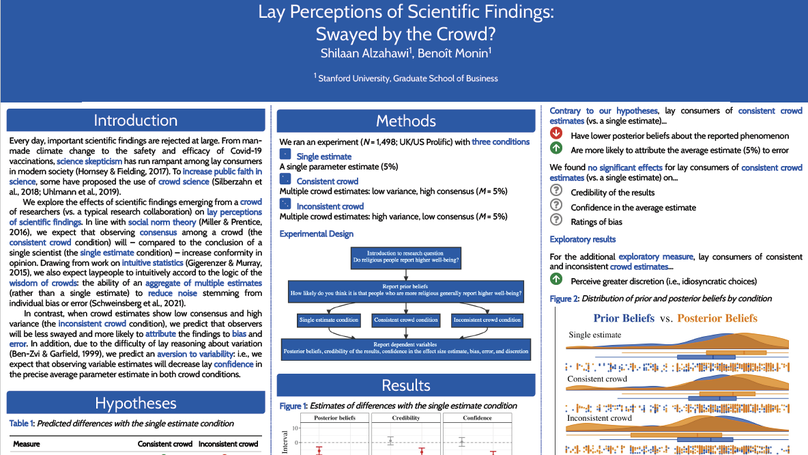 Lay Perceptions of Scientific Findings:
Swayed by the Crowd?
Shilaan Alzahawi¹, Benoît Monin¹
¹ Stanford University, Graduate School of Business
Introduction
Every day, important scientific findings are rejected at large. From man-
made climate change to the safety and efficacy of Covid-19
vaccinations, science skepticism has run rampant among lay consumers
in modern society (Hornsey & Fielding, 2017). To increase public faith in
science, some have proposed the use of crowd science (Silberzahn et
al., 2018; Uhlmann et al., 2019).
We explore the effects of scientific findings emerging from a crowd
of researchers (vs. a typical research collaboration) on lay perceptions
of scientific findings. In line with social norm theory (Miller & Prentice,
2016), we expect that observing consensus among a crowd (the
consistent crowd condition) will – compared to the conclusion of a
single scientist (the single estimate condition) – increase conformity in
opinion. Drawing from work on intuitive statistics (Gigerenzer & Murray,
2015), we also expect laypeople to intuitively accord to the logic of the
wisdom of crowds: the ability of an aggregate of multiple estimates
(rather than a single estimate) to reduce noise stemming from
individual bias or error (Schweinsberg et al., 2021).
In contrast, when crowd estimates show low consensus and high
variance (the inconsistent crowd condition), we predict that observers
will be less swayed and more likely to attribute the findings to bias and
error. In addition, due to the difficulty of lay reasoning about variation
(Ben-Zvi & Garfield, 1999), we predict an aversion to variability: i.e., we
expect that observing variable estimates will decrease lay confidence in
the precise average parameter estimate in both crowd conditions.
Hypotheses
Table 1: Predicted differences with the single estimate condition
Measure Consistent crowd Inconsistent crowd
Methods
We ran an experiment (N = 1,498; UK/US Prolific) with three conditions
Single estimate
A single parameter estimate (5%)
Consistent crowd
Multiple crowd estimates: low variance, high consensus (M = 5%)
Inconsistent crowd
Multiple crowd estimates: high variance, low consensus (M = 5%)
Experimental Design
Introduction to research question
Do religious people report higher well-being?
Report prior beliefs
How likely do you think it is that people who are more religious generally report higher well-being?
Single estimate condition Consistent crowd condition Inconsistent crowd condition
Report dependent variables
Posterior beliefs, credibility of the results, confidence in the effect size estimate, bias, error, and discretion
Results
Figure 1: Estimates of differences with the single estimate condition
Posterior beliefs Credibility Confidence
10
0
Interval
Contrary to our hypotheses, lay consumers of consistent crowd
estimates (vs. a single estimate)...
Have lower posterior beliefs about the reported phenomenon
Are more likely to attribute the average estimate (5%) to error
We found no significant effects for lay consumers of consistent crowd
estimates (vs. a single estimate) on...
? Credibility of the results
? Confidence in the average estimate
? Ratings of bias
Exploratory results
For the additional exploratory measure, lay consumers of consistent
and inconsistent crowd estimates...
Perceive greater discretion (i.e., idiosyncratic choices)
Figure 2: Distribution of prior and posterior beliefs by condition
Prior Beliefs vs. Posterior Beliefs
Single estimate
Consistent crowd
Inconsistent crowd